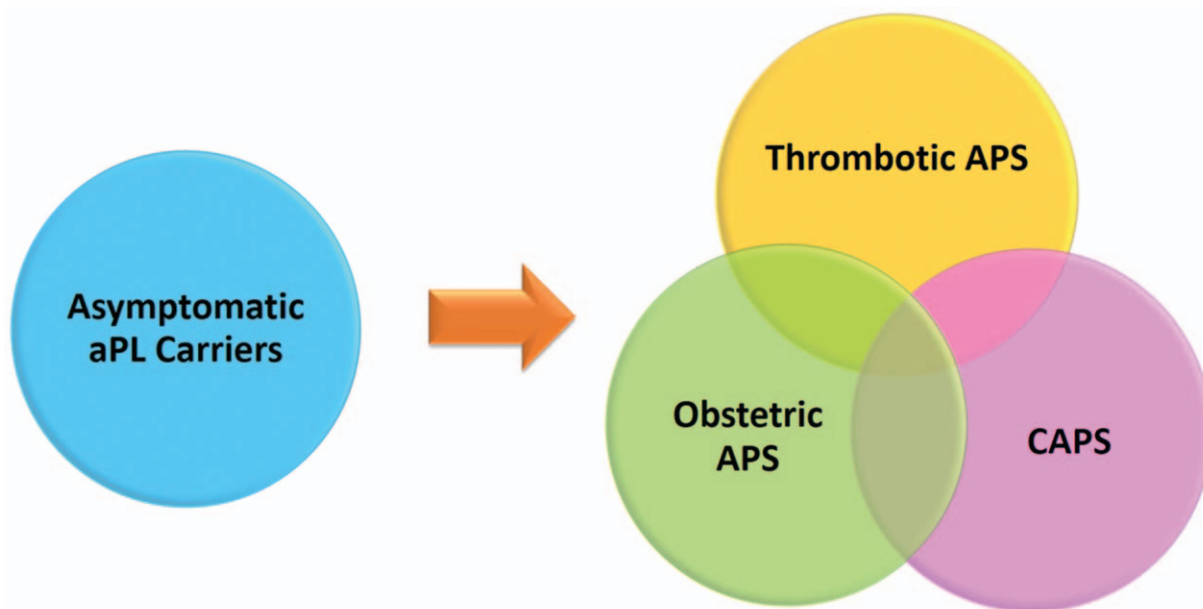 Asymptomatic
aPL Carriers
Thrombotic APS
Obstetric
APS
CAPS